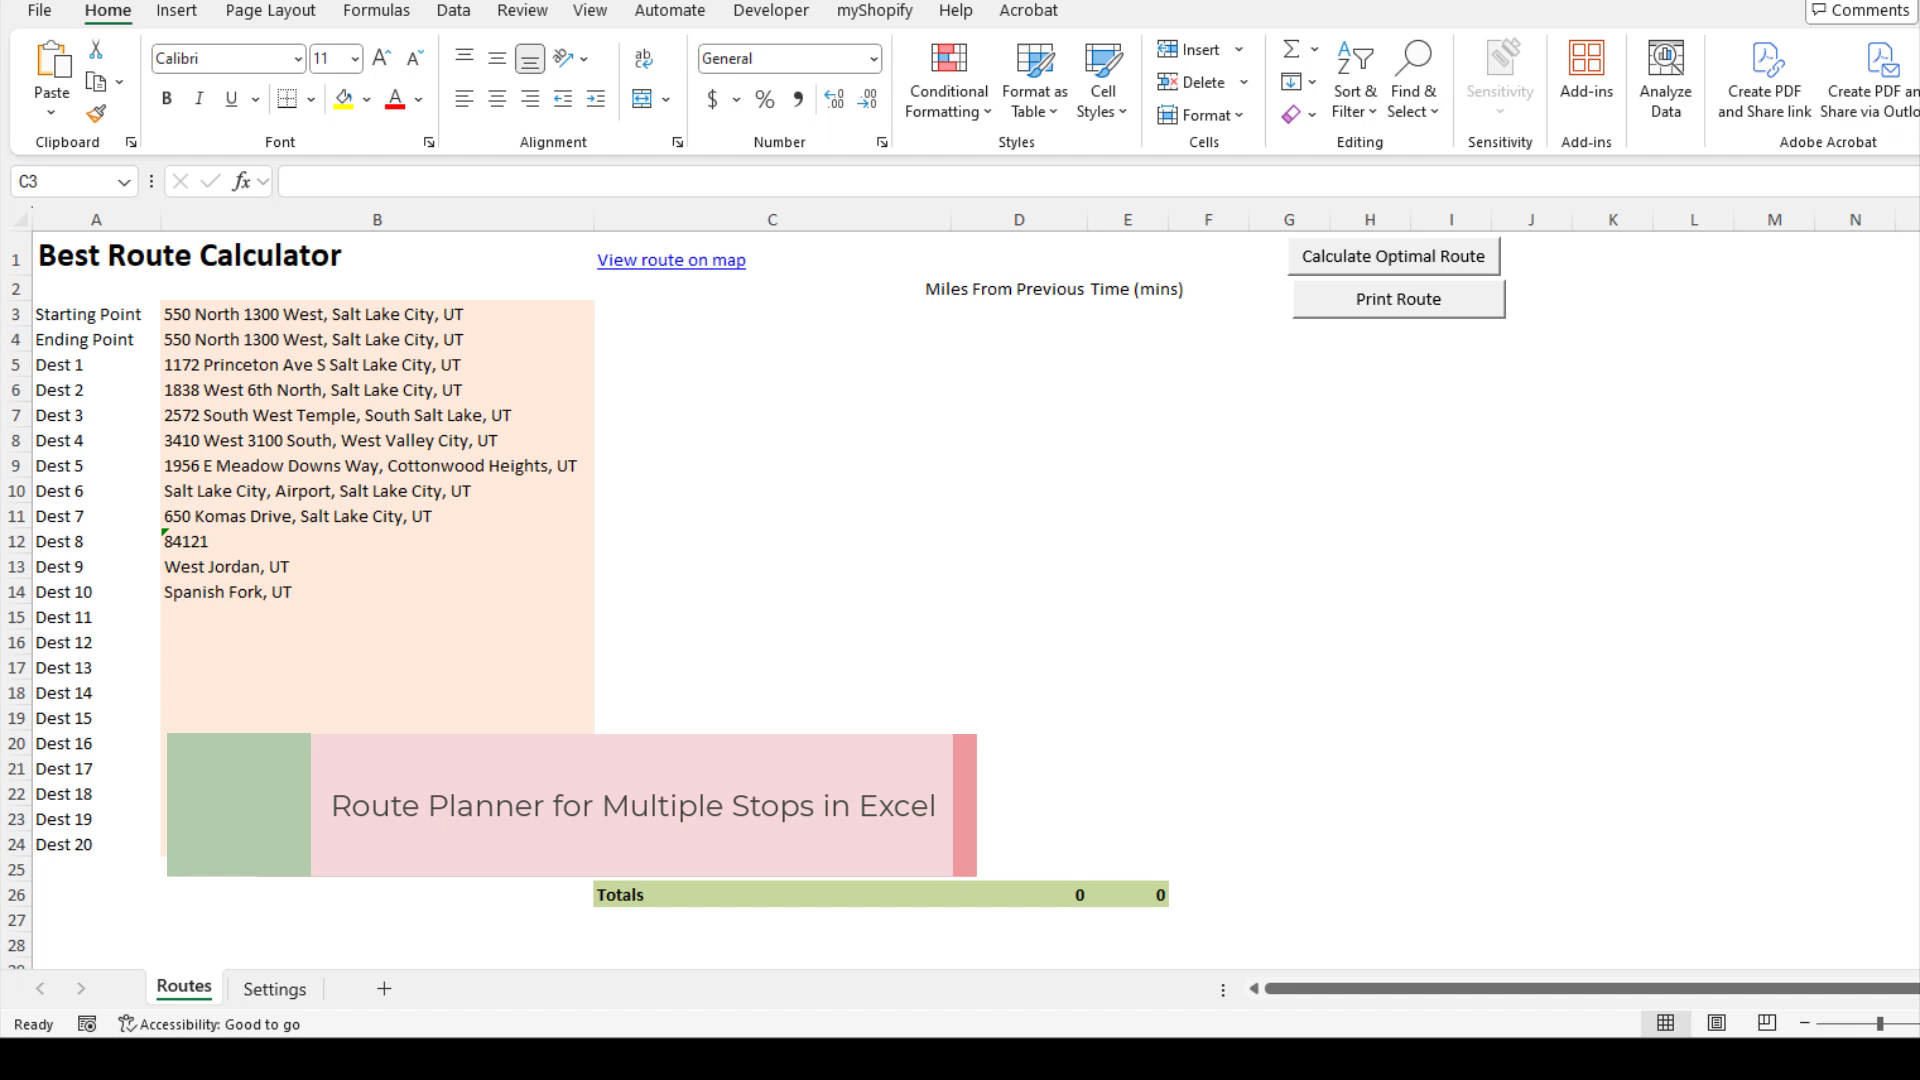 File Home Insert Page Layout Formulas Data Review View Automate Developer myShopify Help Acrobat Comments
Paste Calibri 11 General Conditional Formatting Format as Table Cell Styles Insert Delete Format Sort & Filter Find & Select Sensitivity Add-ins Analyze Data Create PDF and Share link Create PDF an Share via Outlo
Clipboard Font Alignment Number Styles Cells Editing Sensitivity Add-ins Adobe Acrobat
C3 fx
A B C D E F G H I J K L M N
1 Best Route Calculator View route on map Calculate Optimal Route
2 Miles From Previous Time (mins) Print Route
3 Starting Point 550 North 1300 West, Salt Lake City, UT
4 Ending Point 550 North 1300 West, Salt Lake City, UT
5 Dest 1 1172 Princeton Ave S Salt Lake City, UT
6 Dest 2 1838 West 6th North, Salt Lake City, UT
7 Dest 3 2572 South West Temple, South Salt Lake, UT
8 Dest 4 3410 West 3100 South, West Valley City, UT
9 Dest 5 1956 E Meadow Downs Way, Cottonwood Heights, UT
10 Dest 6 Salt Lake City, Airport, Salt Lake City, UT
11 Dest 7 650 Komas Drive, Salt Lake City, UT
12 Dest 8 84121
13 Dest 9 West Jordan, UT
14 Dest 10 Spanish Fork, UT
15 Dest 11
16 Dest 12
17 Dest 13
18 Dest 14
19 Dest 15
20 Dest 16
21 Dest 17
22 Dest 18
Route Planner for Multiple Stops in Excel
23 Dest 19
24 Dest 20
25
26 Totals 0 0
27
28
Routes Settings
Ready Accessibility: Good to go